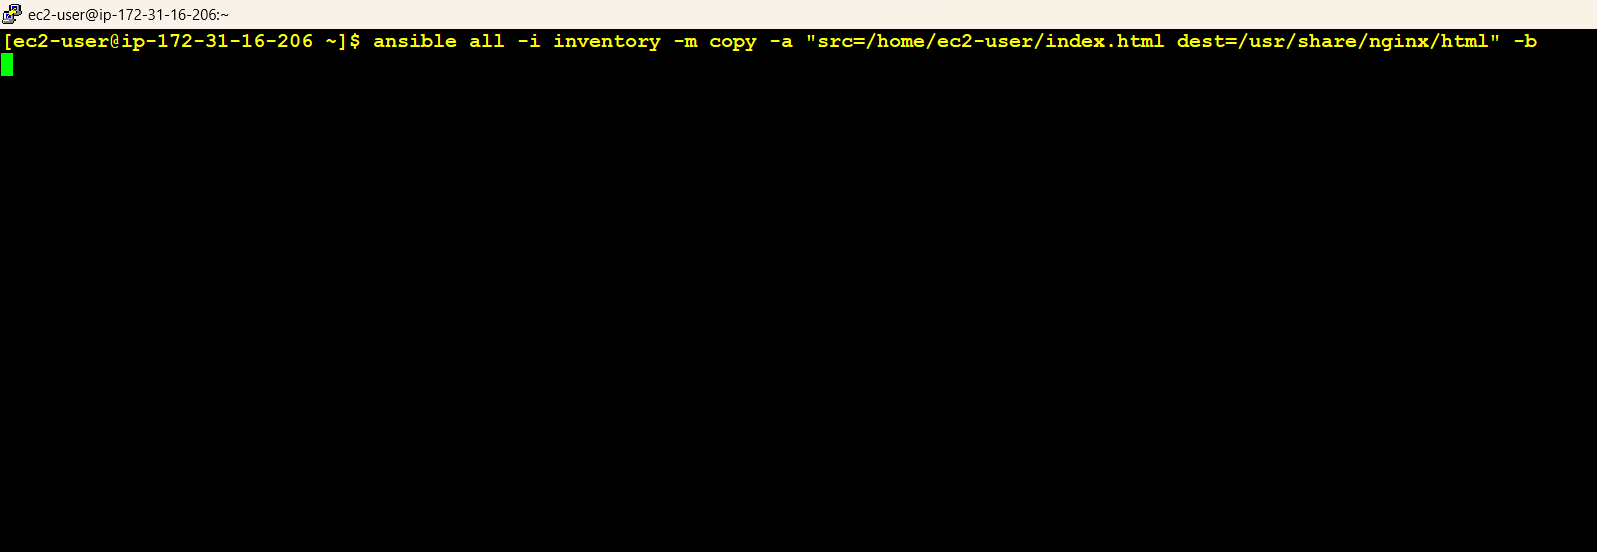 ec2-user@ip-172-31-16-206:~
[ec2-user@ip-172-31-16-206 ~]$ ansible all -i inventory -m copy -a "src=/home/ec2-user/index.html dest=/usr/share/nginx/html" -b